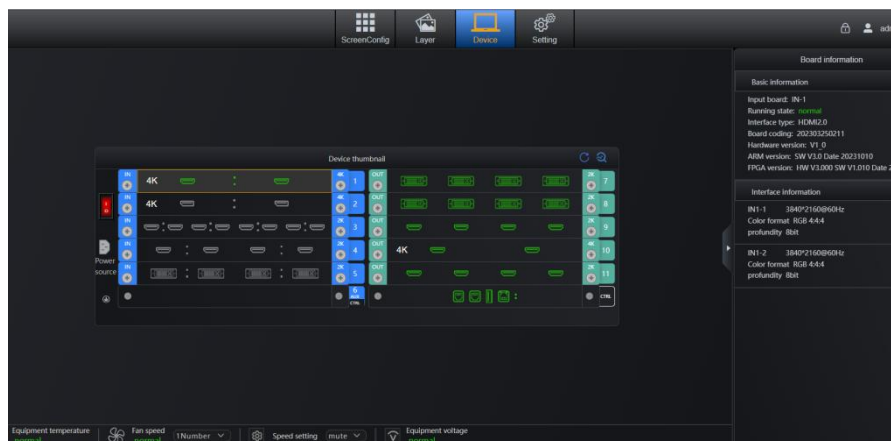 ScreenConfig Layer Device Setting
Board information
Basic information
Input board: IN-1
Running state: normal
Interface type: HDMI2.0
Board coding: 202303250211
Hardware version: V1_0
ARM version: SW V3.0 Date 20231010
FPGA version: HW V3.000 SW V1.010 Date
Interface information
IN1-1 3840*2160@60Hz
Color format RGB 4:4:4
profundity 8bit
IN1-2 3840*2160@60Hz
Color format RGB 4:4:4
profundity 8bit
Device thumbnail
IN 4K 4K 1 OUT 2K 7
IN 4K 4K 2 OUT 2K 8
IN 2K 3 OUT 2K 9
IN 2K 4 OUT 4K 4K 10
IN 2K 5 OUT 2K 11
6 CTRL CTRL
Power
source
Equipment temperature Fan speed 1Number Speed setting mute Equipment voltage
normal normal normal